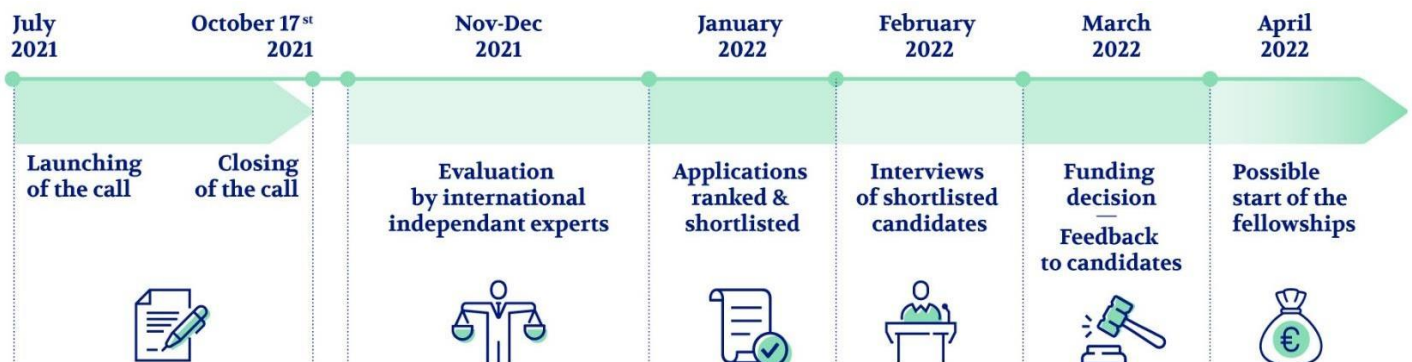 July
2021
October 17st
2021
Nov-Dec
2021
January
2022
February
2022
March
2022
April
2022
Launching
of the call
Closing
of the call
Evaluation
by international
independant experts
Applications
ranked &
shortlisted
Interviews
of shortlisted
candidates
Funding
decision
—
Feedback
to candidates
Possible
start of the
fellowships
€